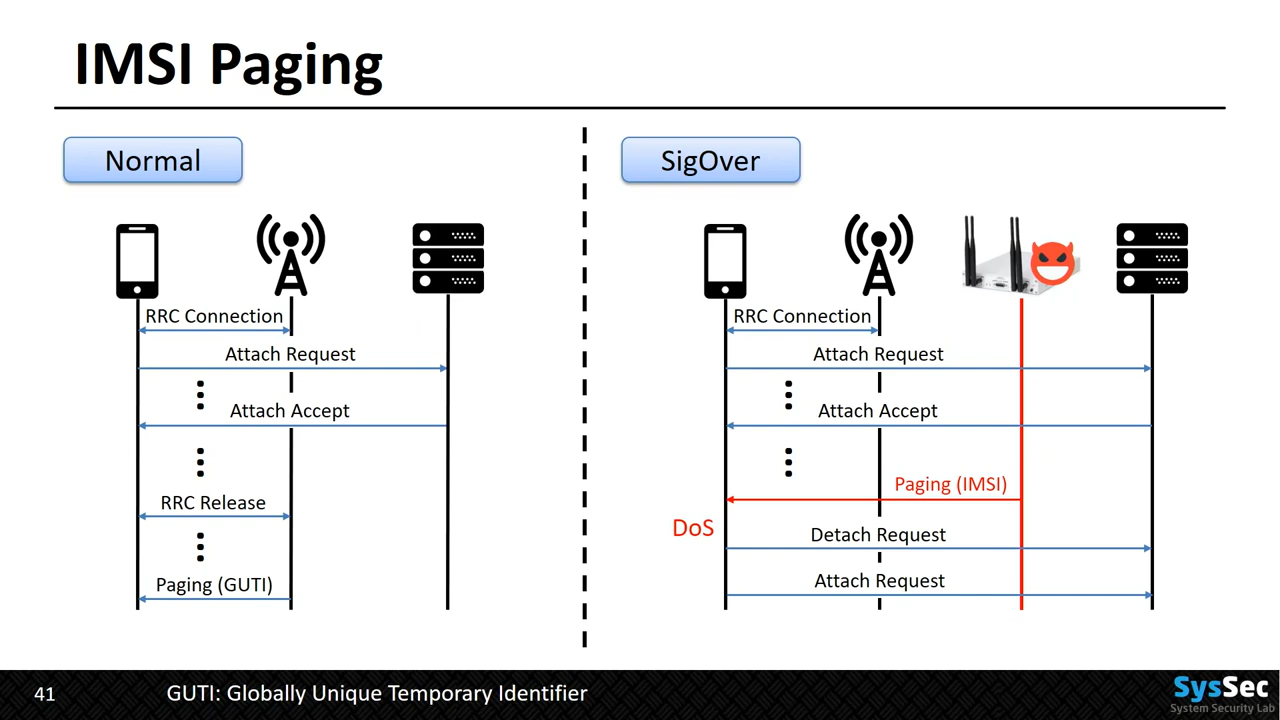 IMSI Paging
Normal
RRC Connection
Attach Request
Attach Accept
RRC Release
Paging (GUTI)
SigOver
RRC Connection
Attach Request
Attach Accept
Paging (IMSI)
DoS
Detach Request
Attach Request
41
GUTI: Globally Unique Temporary Identifier
SysSec
System Security Lab